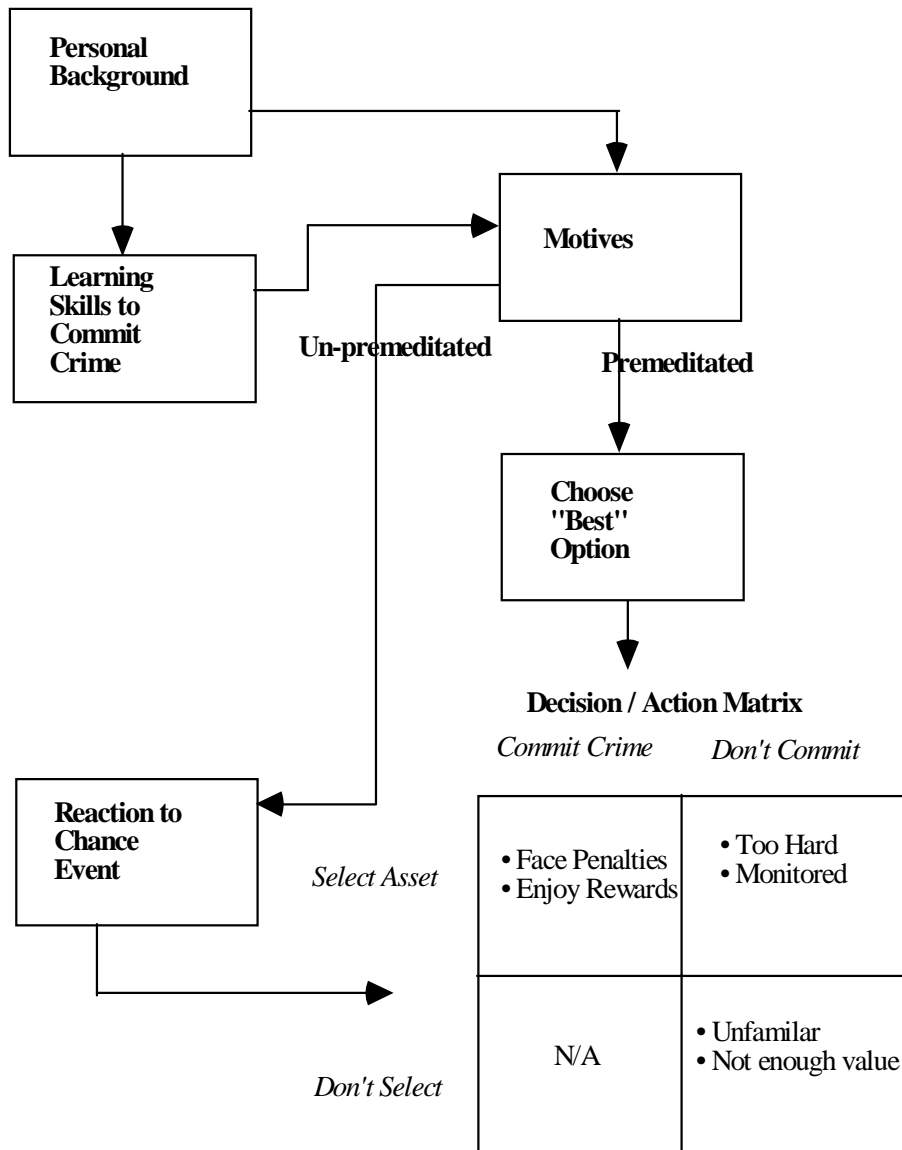 Personal
Background
Motives
Learning
Skills to
Commit
Crime
Un-premeditated
Premeditated
Choose
"Best"
Option
Decision / Action Matrix
Commit Crime
Don't Commit
Reaction to
Chance
Event
Select Asset
• Face Penalties
• Enjoy Rewards
• Too Hard
• Monitored
Don't Select
N/A
• Unfamilar
• Not enough value